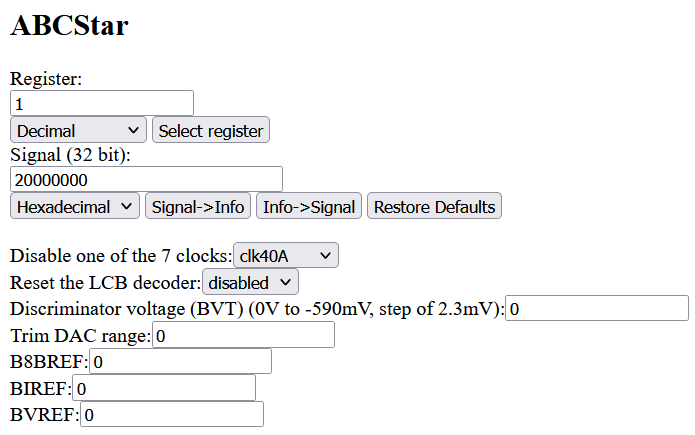 ABCStar
Register:
1
Decimal Select register
Signal (32 bit):
20000000
Hexadecimal Signal->Info Info->Signal Restore Defaults
Disable one of the 7 clocks: clk40A
Reset the LCB decoder: disabled
Discriminator voltage (BVT) (0V to -590mV, step of 2.3mV): 0
Trim DAC range: 0
B8BREF: 0
BIREF: 0
BVREF: 0